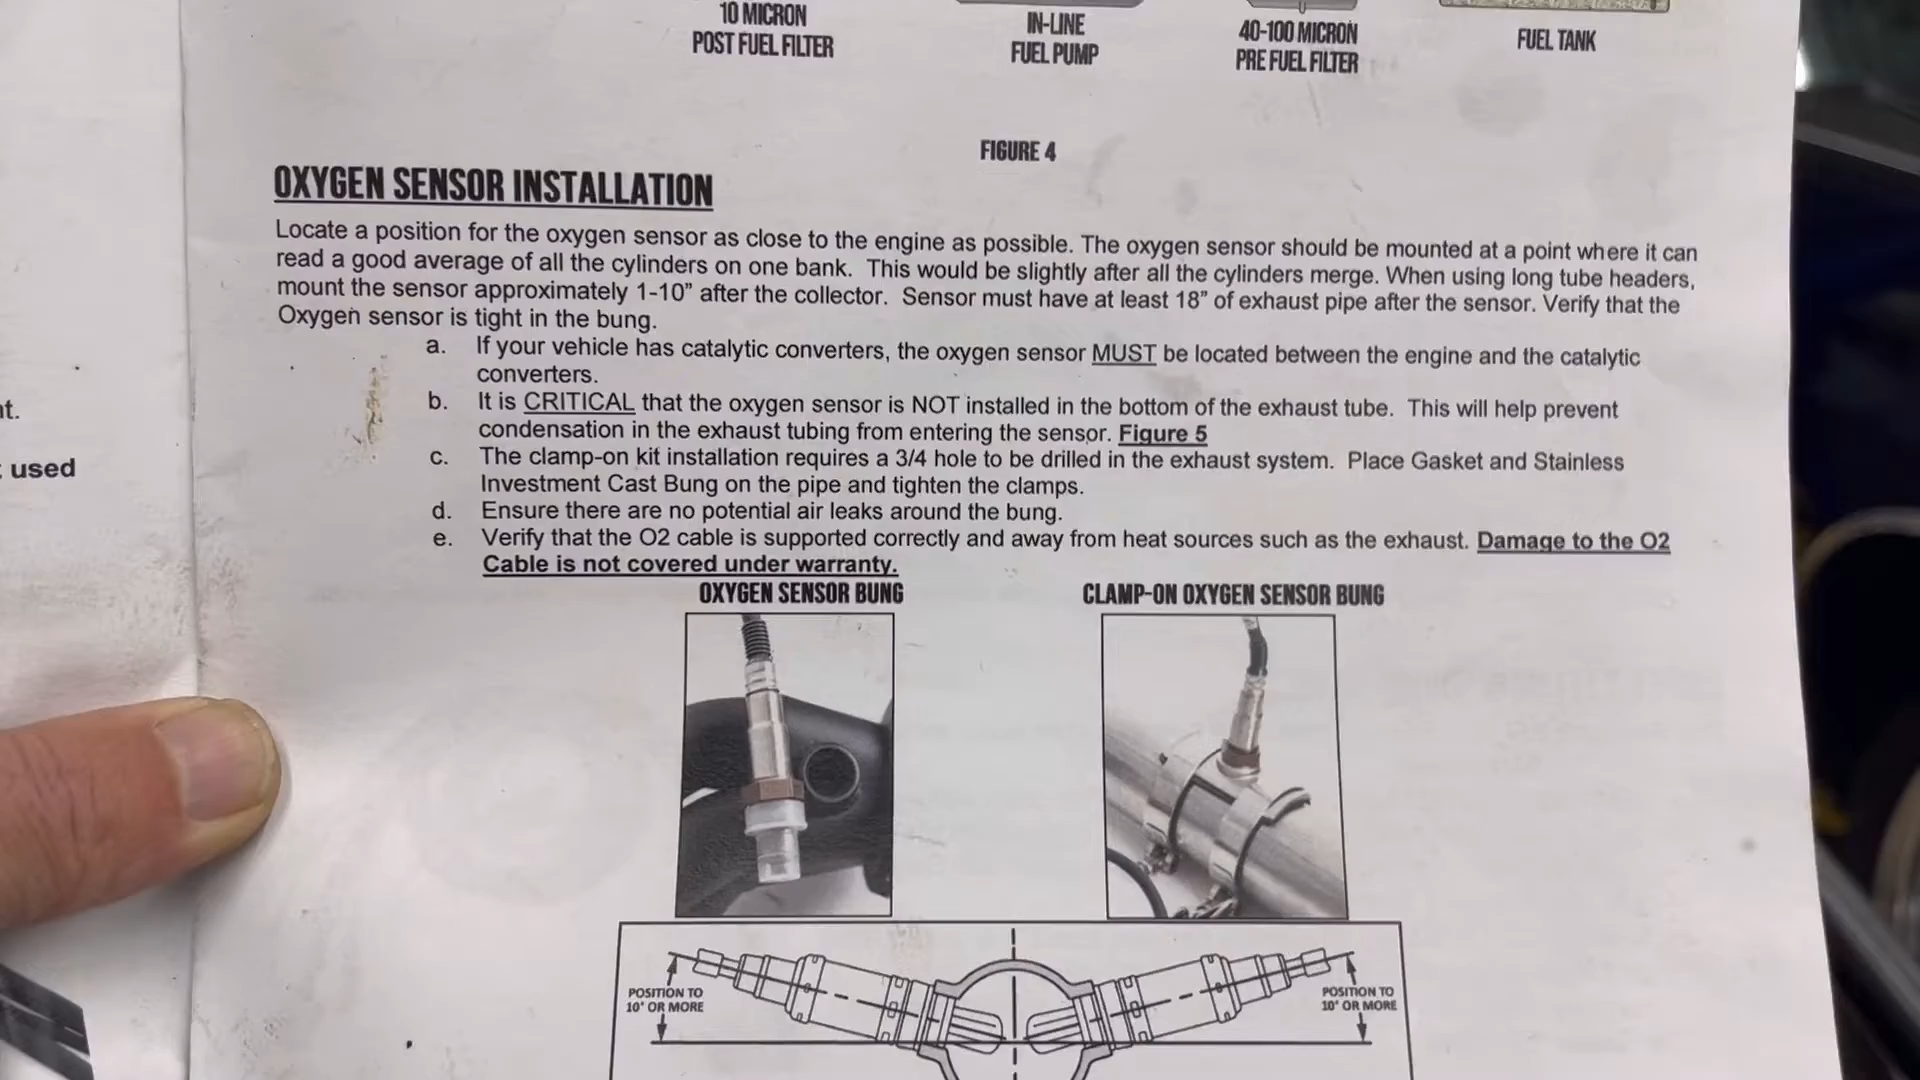 10 MICRON
POST FUEL FILTER
IN-LINE
FUEL PUMP
40-100 MICRON
PRE FUEL FILTER
FUEL TANK
FIGURE 4
OXYGEN SENSOR INSTALLATION
Locate a position for the oxygen sensor as close to the engine as possible. The oxygen sensor should be mounted at a point where it can
read a good average of all the cylinders on one bank. This would be slightly after all the cylinders merge. When using long tube headers,
mount the sensor approximately 1-10” after the collector. Sensor must have at least 18” of exhaust pipe after the sensor. Verify that the
Oxygen sensor is tight in the bung.
a. If your vehicle has catalytic converters, the oxygen sensor MUST be located between the engine and the catalytic
converters.
b. It is CRITICAL that the oxygen sensor is NOT installed in the bottom of the exhaust tube. This will help prevent
condensation in the exhaust tubing from entering the sensor. Figure 5
c. The clamp-on kit installation requires a 3/4 hole to be drilled in the exhaust system. Place Gasket and Stainless
Investment Cast Bung on the pipe and tighten the clamps.
d. Ensure there are no potential air leaks around the bung.
e. Verify that the O2 cable is supported correctly and away from heat sources such as the exhaust. Damage to the O2
Cable is not covered under warranty.
OXYGEN SENSOR BUNG
CLAMP-ON OXYGEN SENSOR BUNG
POSITION TO
10° OR MORE
POSITION TO
10° OR MORE
used